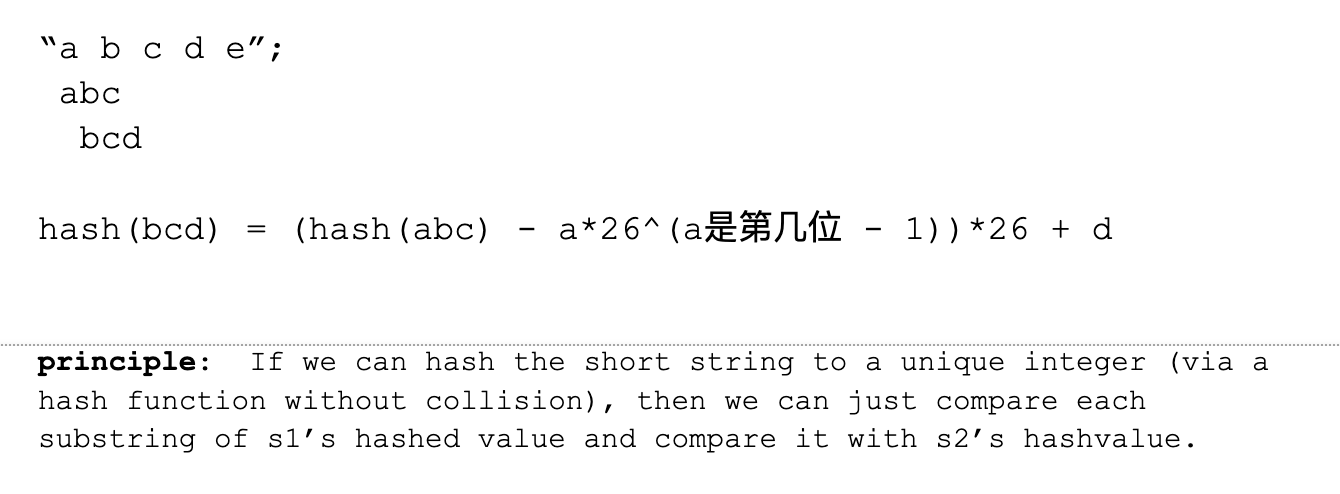 “a b c d e”;
abc
bcd
hash(bcd) = (hash(abc) - a*26^(a是第几位 - 1))*26 + d
principle: If we can hash the short string to a unique integer (via a
hash function without collision), then we can just compare each
substring of s1’s hashed value and compare it with s2’s hashvalue.